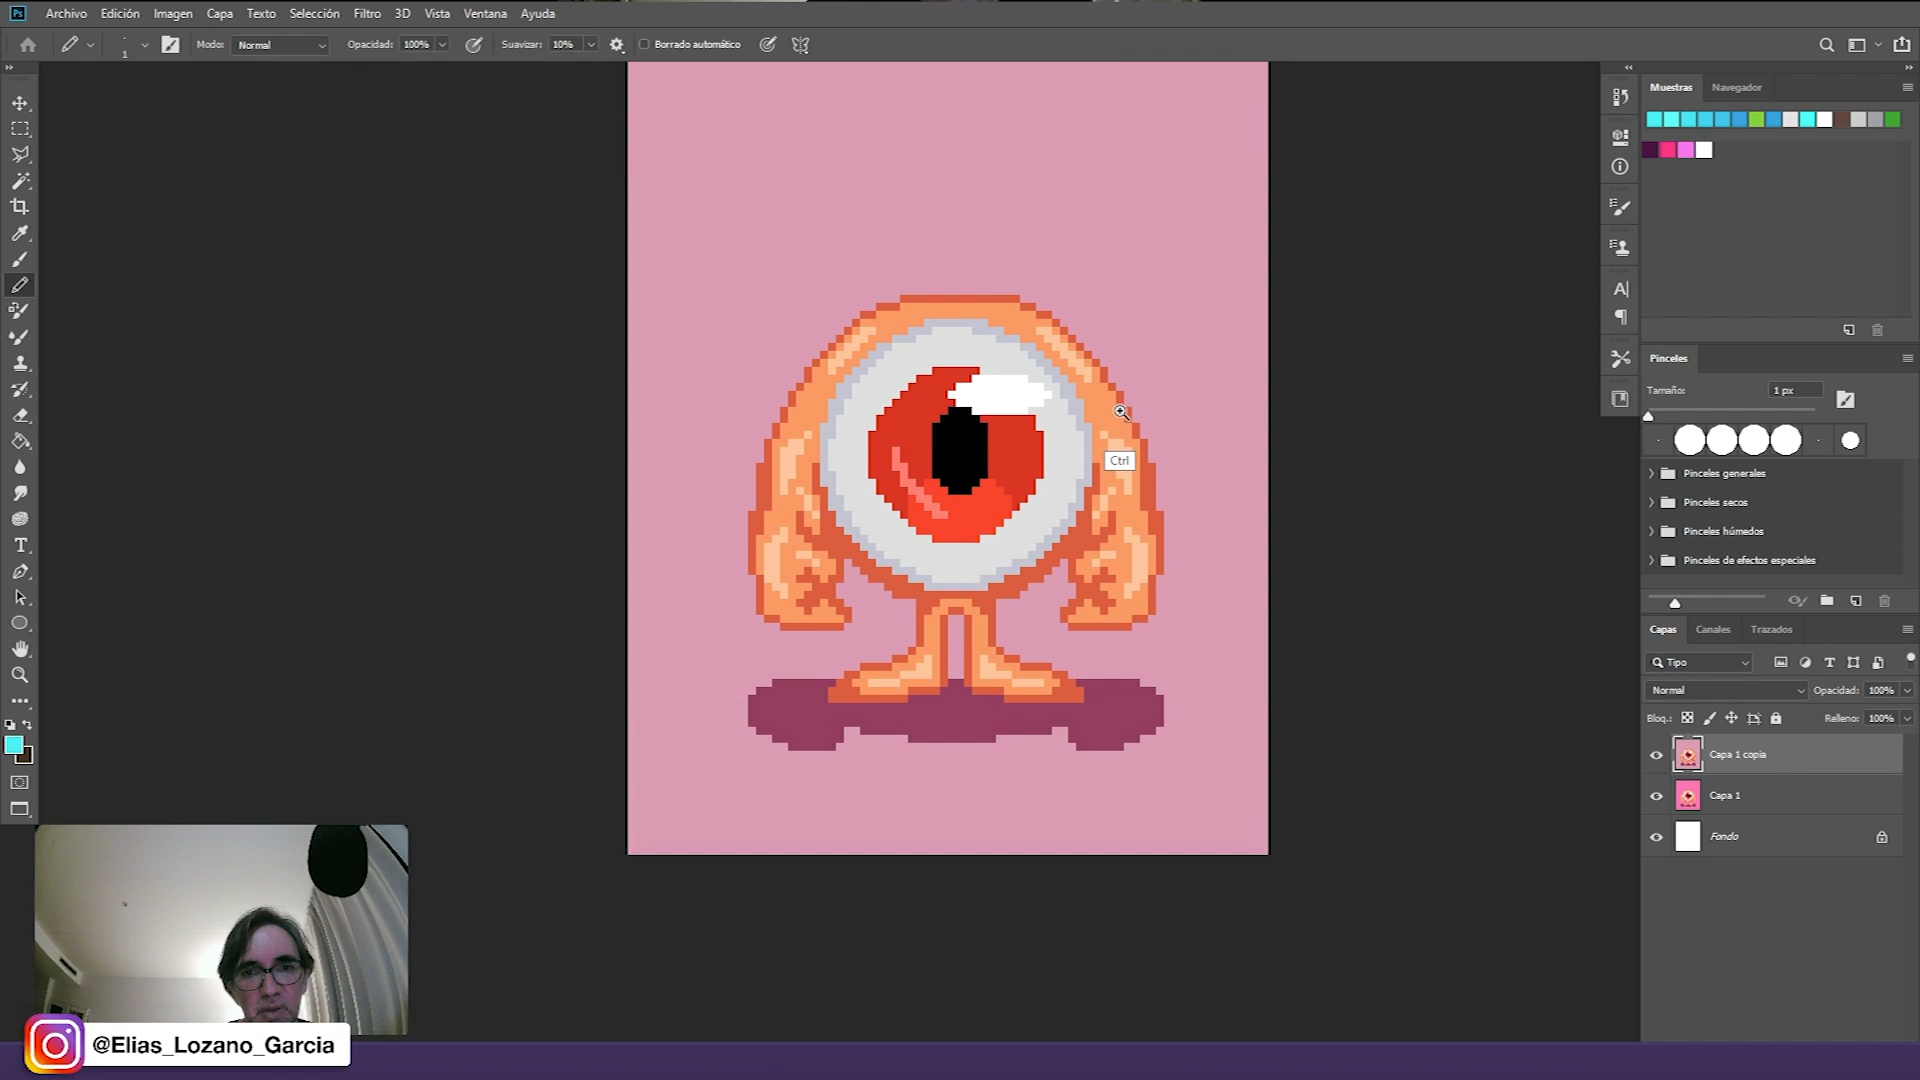 Ps Archivo Edición Imagen Capa Texto Selección Filtro 3D Vista Ventana Ayuda
1 Modo: Normal Opacidad: 100% Suavizar: 10% Borrado automático
Muestras Navegador
Pinceles
Tamaño: 1 px
Ctrl
Pinceles generales
Pinceles secos
Pinceles húmedos
Pinceles de efectos especiales
Capas Canales Trazados
Tipo
Normal Opacidad: 100%
Bloq.: Relleno: 100%
Capa 1 copia
Capa 1
Fondo
@Elias_Lozano_Garcia